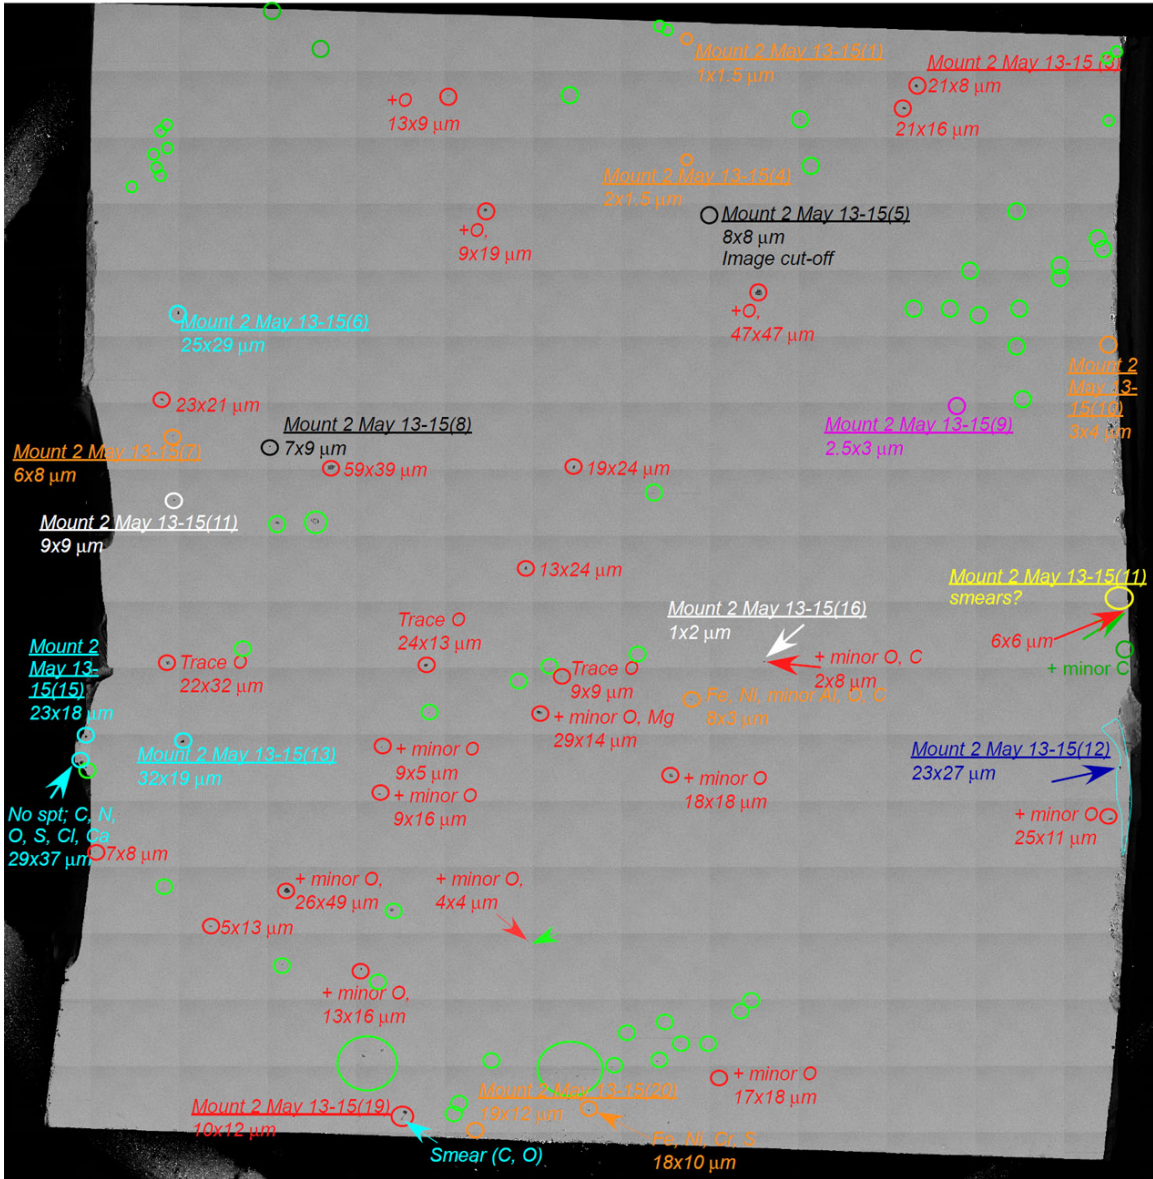 Mount 2 May 13-15(1)
1x1.5 µm
Mount 2 May 13-15 (3)
21x8 µm
21x16 µm
+O
13x9 µm
Mount 2 May 13-15(4)
2x1.5 µm
+O,
9x19 µm
Mount 2 May 13-15(5)
8x8 µm
Image cut-off
+O,
47x47 µm
Mount 2 May 13-15(6)
25x29 µm
Mount 2
May 13-
15(10)
3x4 µm
23x21 µm
Mount 2 May 13-15(7)
6x8 µm
Mount 2 May 13-15(8)
7x9 µm
59x39 µm
19x24 µm
Mount 2 May 13-15(9)
2.5x3 µm
Mount 2 May 13-15(11)
9x9 µm
13x24 µm
Mount 2 May 13-15(11)
smears?
6x6 µm
+ minor C
Mount 2 May 13-15(16)
1x2 µm
+ minor O, C
2x8 µm
Trace O
24x13 µm
Trace O
22x32 µm
Trace O
9x9 µm
Mount 2
May 13-
15(15)
23x18 µm
Fe, Ni, minor Al, O, C
8x3 µm
+ minor O, Mg
29x14 µm
Mount 2 May 13-15(13)
32x19 µm
+ minor O
9x5 µm
+ minor O
9x16 µm
+ minor O
18x18 µm
Mount 2 May 13-15(12)
23x27 µm
+ minor O
25x11 µm
No spt; C, N,
O, S, Cl, Ca
29x37 µm
7x8 µm
+ minor O,
26x49 µm
+ minor O,
4x4 µm
5x13 µm
+ minor O,
13x16 µm
+ minor O
17x18 µm
Mount 2 May 13-15(19)
10x12 µm
Mount 2 May 13-15(20)
19x12 µm
Smear (C, O)
Fe, Ni, Cr, S
18x10 µm